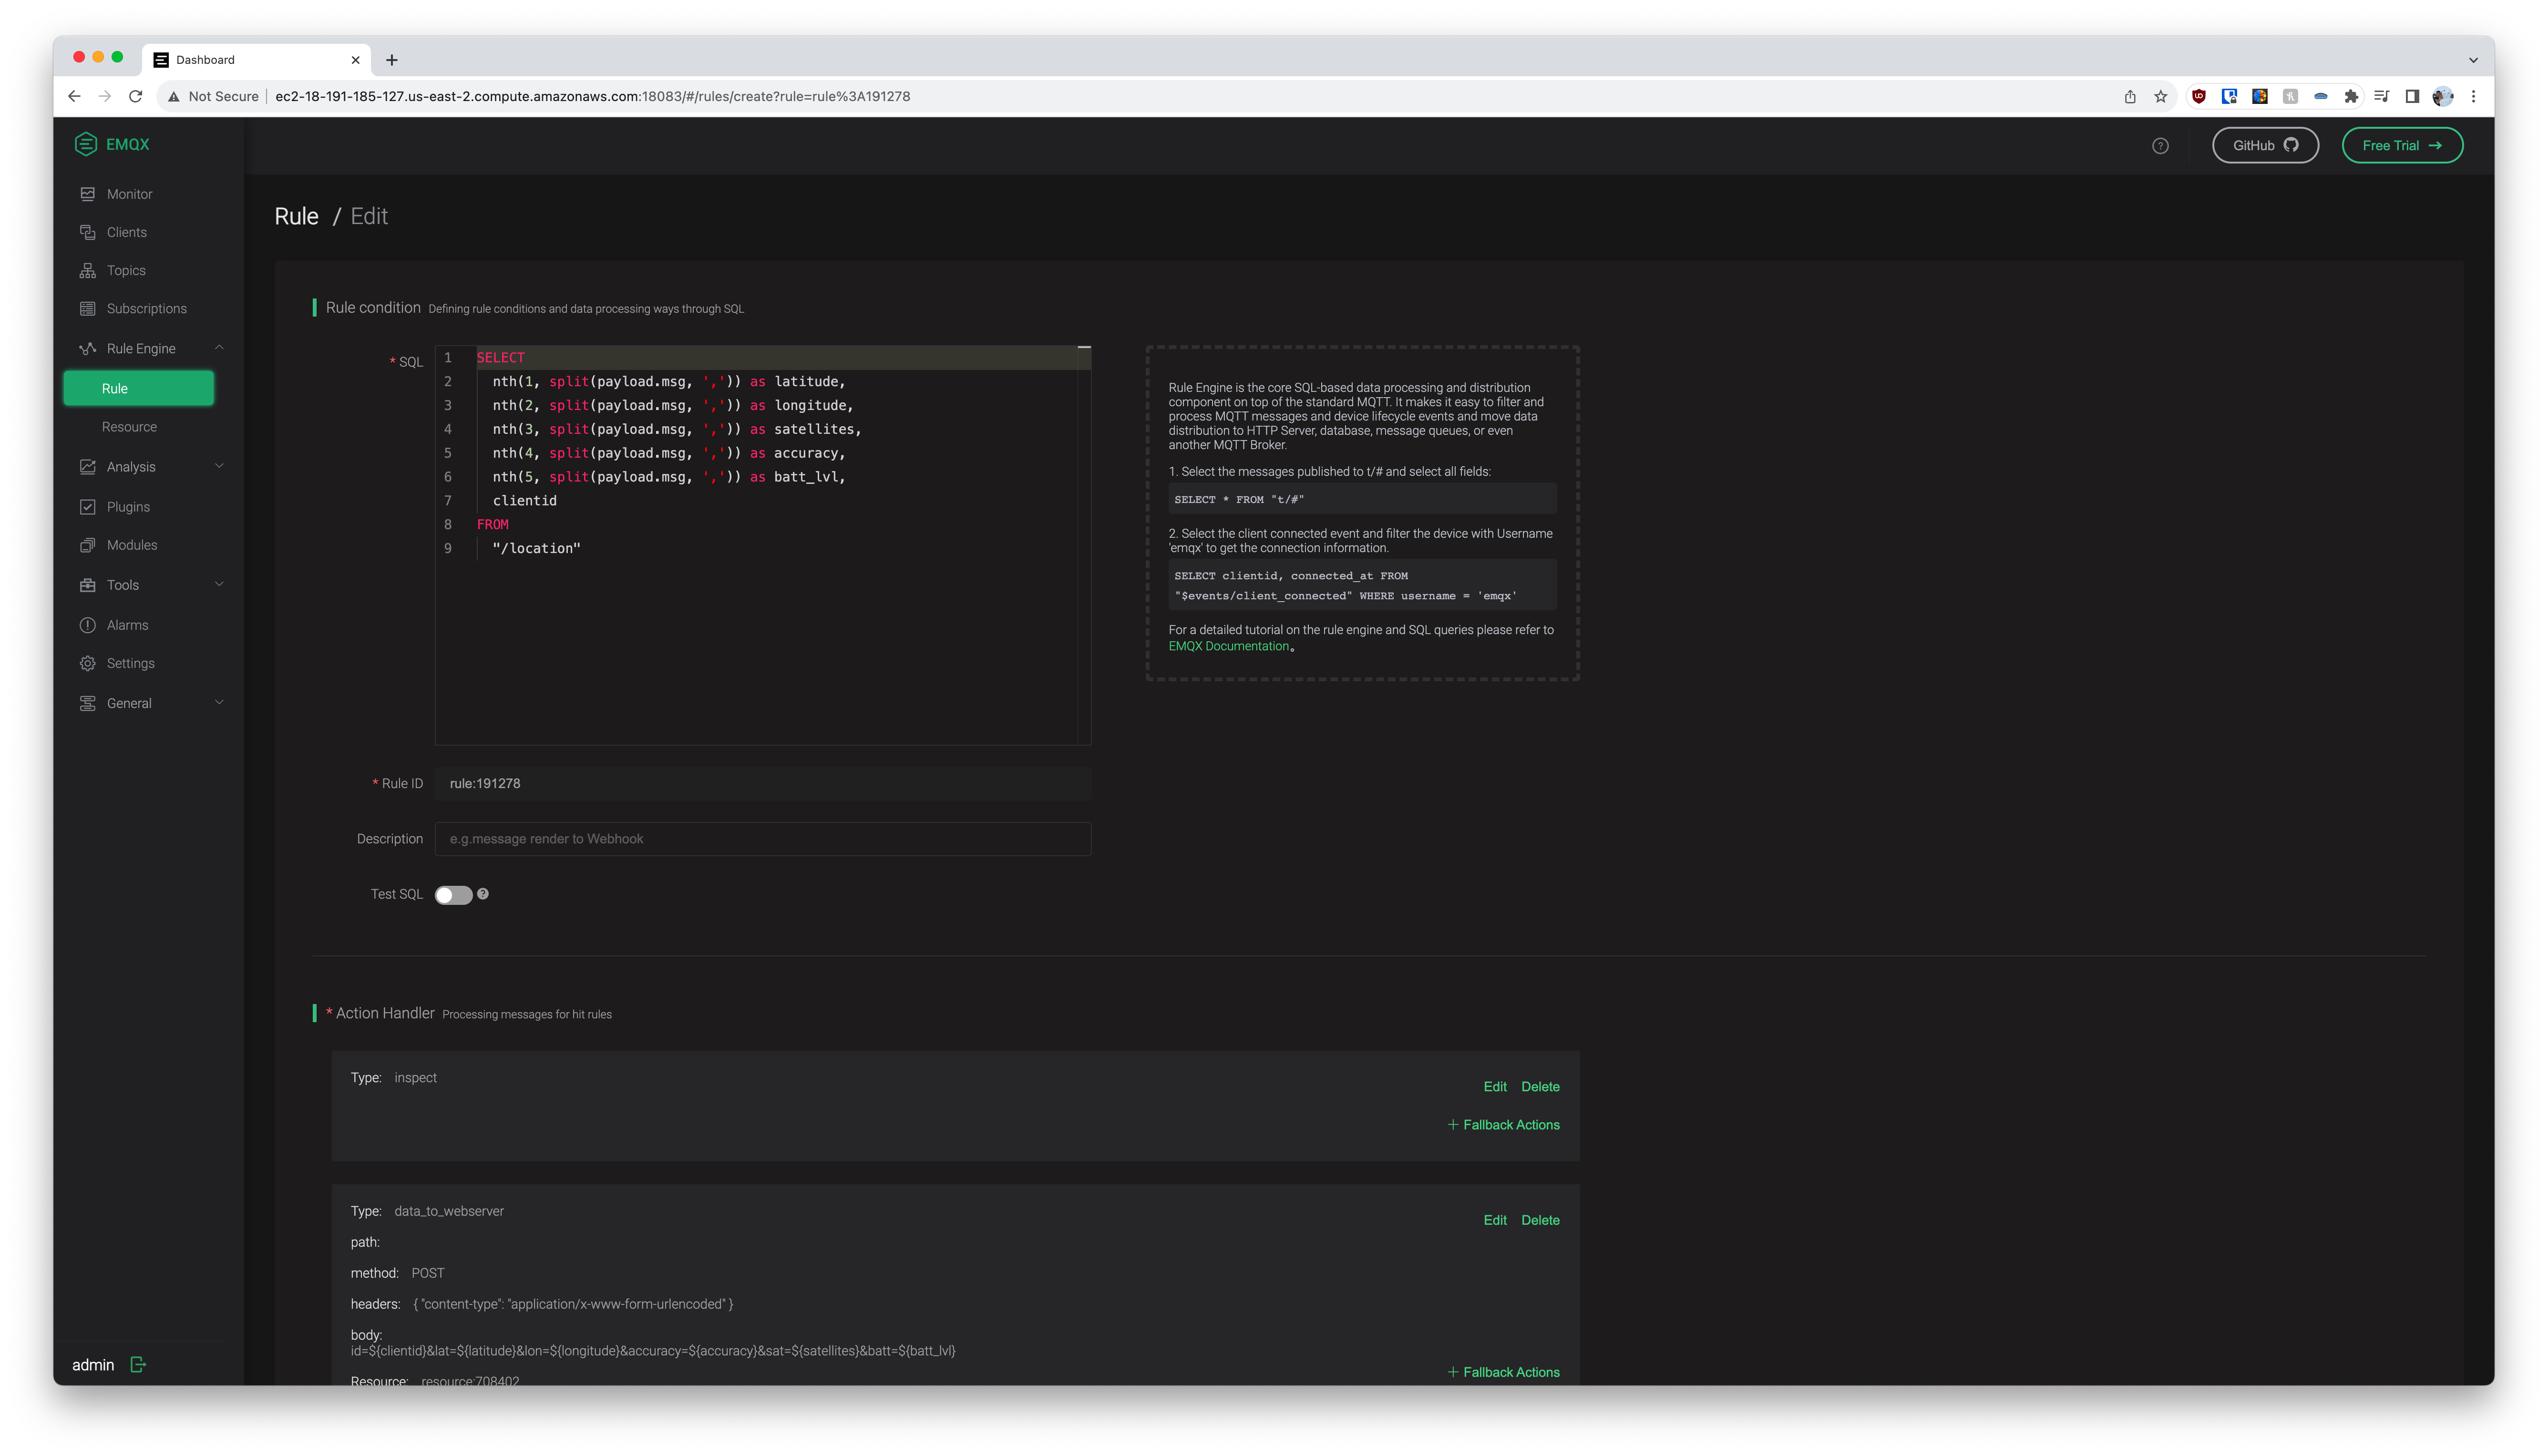 Dashboard
Not Secure
ec2-18-191-185-127.us-east-2.compute.amazonaws.com:18083/#/rules/create?rule=rule%3A191278
EMQX
GitHub
Free Trial →
Monitor
Clients
Topics
Subscriptions
Rule Engine
Rule
Resource
Analysis
Plugins
Modules
Tools
Alarms
Settings
General
admin
Rule / Edit
Rule condition Defining rule conditions and data processing ways through SQL
* SQL
1 SELECT
2 nth(1, split(payload.msg, ',')) as latitude,
3 nth(2, split(payload.msg, ',')) as longitude,
4 nth(3, split(payload.msg, ',')) as satellites,
5 nth(4, split(payload.msg, ',')) as accuracy,
6 nth(5, split(payload.msg, ',')) as batt_lvl,
7 clientid
8 FROM
9 "/location"
Rule Engine is the core SQL-based data processing and distribution
component on top of the standard MQTT. It makes it easy to filter and
process MQTT messages and device lifecycle events and move data
distribution to HTTP Server, database, message queues, or even
another MQTT Broker.
1. Select the messages published to t/# and select all fields:
SELECT * FROM "t/#"
2. Select the client connected event and filter the device with Username
'emqx' to get the connection information.
SELECT clientid, connected_at FROM
"$events/client_connected" WHERE username = 'emqx'
For a detailed tutorial on the rule engine and SQL queries please refer to
EMQX Documentation。
* Rule ID rule:191278
Description e.g.message render to Webhook
Test SQL ?
* Action Handler Processing messages for hit rules
Type: inspect
Edit Delete
+ Fallback Actions
Type: data_to_webserver
Edit Delete
path:
method: POST
headers: { "content-type": "application/x-www-form-urlencoded" }
body:
id=${clientid}&lat=${latitude}&lon=${longitude}&accuracy=${accuracy}&sat=${satellites}&batt=${batt_lvl}
+ Fallback Actions
Resource: resource:708402